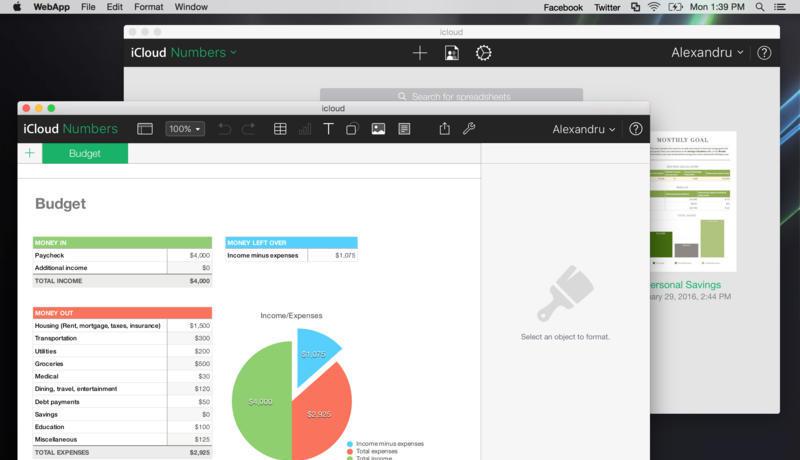 WebApp File Edit Format Window Facebook Twitter Mon 1:39 PM
icloud
iCloud Numbers Alexandru
Search for spreadsheets
icloud
iCloud Numbers 100% T Alexandru
+ Budget
Budget
MONEY IN
Paycheck $4,000
Additional income $0
TOTAL INCOME $4,000
MONEY LEFT OVER
Income minus expenses $1,075
MONEY OUT
Housing (Rent, mortgage, taxes, insurance) $1,500
Transportation $300
Utilities $200
Groceries $500
Medical $30
Dining, travel, entertainment $120
Debt payments $50
Savings $0
Education $100
Miscellaneous $125
TOTAL EXPENSES $2,925
Income/Expenses
$1,075
$4,000
$2,925
Income minus expenses
Total expenses
Total income
Select an object to format.
MONTHLY GOAL
ersonal Savings
ary 29, 2016, 2:44 PM